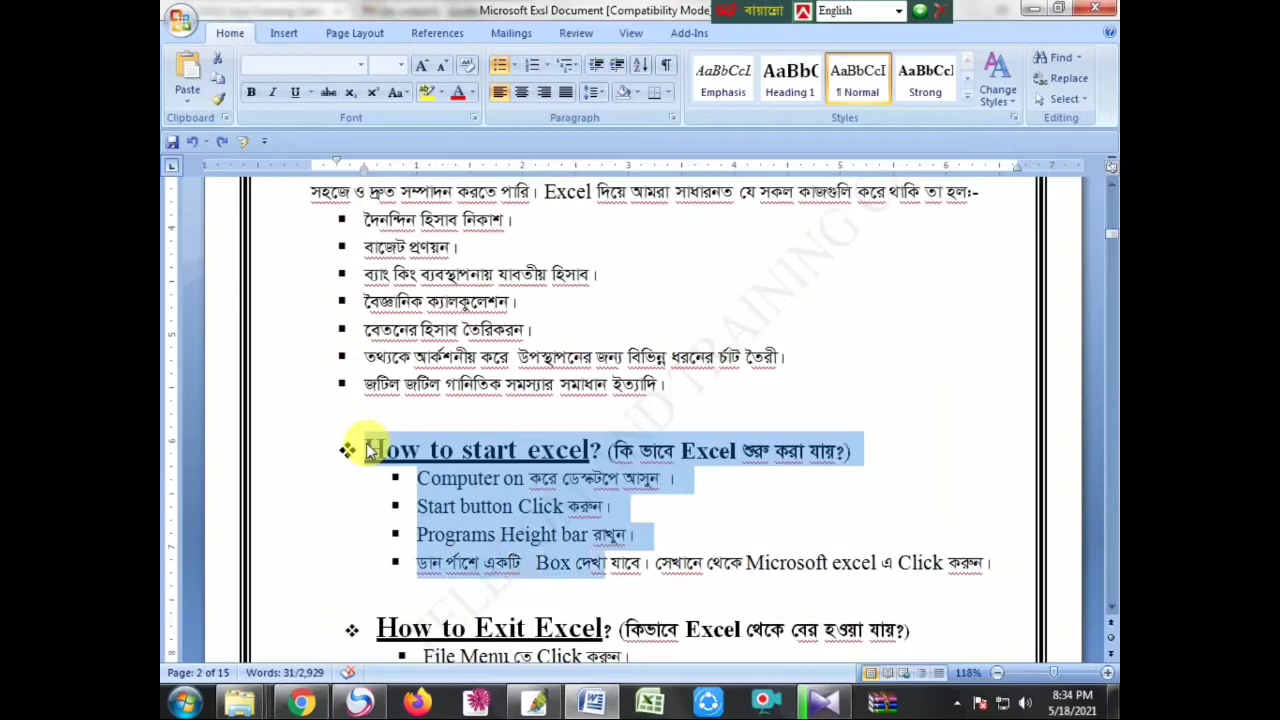 Microsoft Exsl Document [Compatibility Mode
বায়ান্নো
English
Home Insert Page Layout References Mailings Review View Add-Ins
Paste
AaBbCcL AaBbC AaBbCcI AaBbCcl
Emphasis Heading 1 ¶ Normal Strong
Change Styles
Find
Replace
Select
Clipboard Font Paragraph Styles Editing
সহজে ও দ্রুত সম্পাদন করতে পারি। Excel দিয়ে আমরা সাধারনত যে সকল কাজগুলি করে থাকি তা হলঃ-
দৈনন্দিন হিসাব নিকাশ।
বাজেট প্রণয়ন।
ব্যাং কিং ব্যবস্থাপনায় যাবতীয় হিসাব।
বৈজ্ঞানিক ক্যালকুলেশন।
বেতনের হিসাব তৈরিকরন।
তথ্যকে আর্কশনীয় করে উপস্থাপনের জন্য বিভিন্ন ধরনের র্চাট তৈরী।
জটিল জটিল গানিতিক সমস্যার সমাধান ইত্যাদি।
How to start excel? (কি ভাবে Excel শুরু করা যায়?)
Computer on করে ডেস্কটপে আসুন ।
Start button Click করুন।
Programs Height bar রাখুন।
ডান র্পাশে একটি Box দেখা যাবে। সেখানে থেকে Microsoft excel এ Click করুন।
How to Exit Excel? (কিভাবে Excel থেকে বের হওয়া যায়?)
File Menu তে Click করুন।
Page: 2 of 15 Words: 31/2,929 118%
8:34 PM
5/18/2021